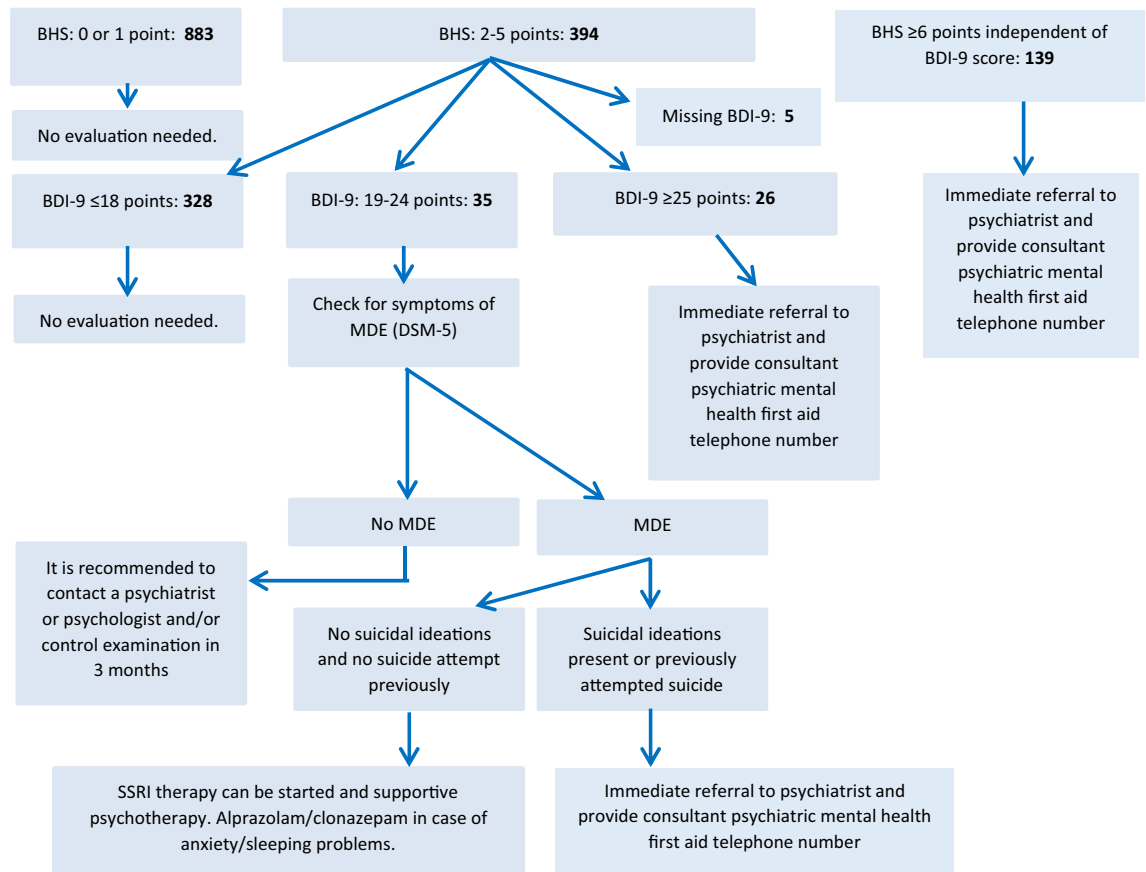 BHS: 0 or 1 point: 883
BHS: 2-5 points: 394
BHS ≥6 points independent of
BDI-9 score: 139
Missing BDI-9: 5
No evaluation needed.
BDI-9 ≤18 points: 328
BDI-9: 19-24 points: 35
BDI-9 ≥25 points: 26
Immediate referral to
psychiatrist and
provide consultant
psychiatric mental
health first aid
telephone number
No evaluation needed.
Check for symptoms of
MDE (DSM-5)
Immediate referral to
psychiatrist and
provide consultant
psychiatric mental
health first aid
telephone number
No MDE
MDE
It is recommended to
contact a psychiatrist
or psychologist and/or
control examination in
3 months
No suicidal ideations
and no suicide attempt
previously
Suicidal ideations
present or previously
attempted suicide
SSRI therapy can be started and supportive
psychotherapy. Alprazolam/clonazepam in case of
anxiety/sleeping problems.
Immediate referral to psychiatrist and
provide consultant psychiatric mental health
first aid telephone number